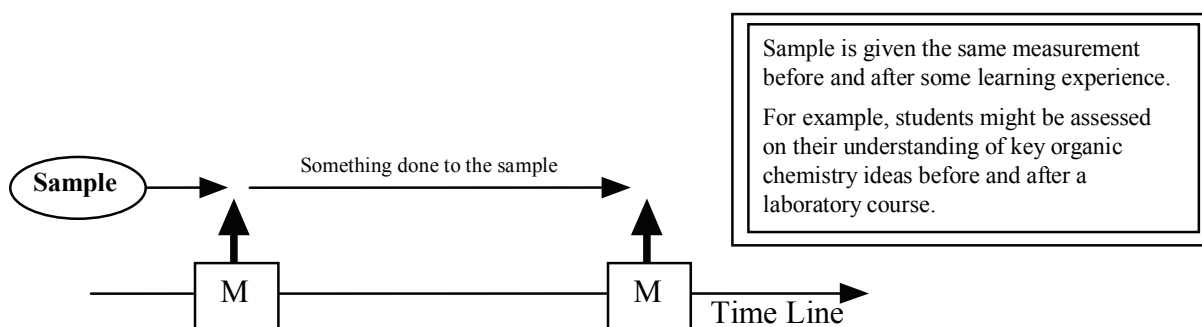 Sample is given the same measurement
before and after some learning experience.
For example, students might be assessed
on their understanding of key organic
chemistry ideas before and after a
laboratory course.
Something done to the sample
Sample
M
M
Time Line